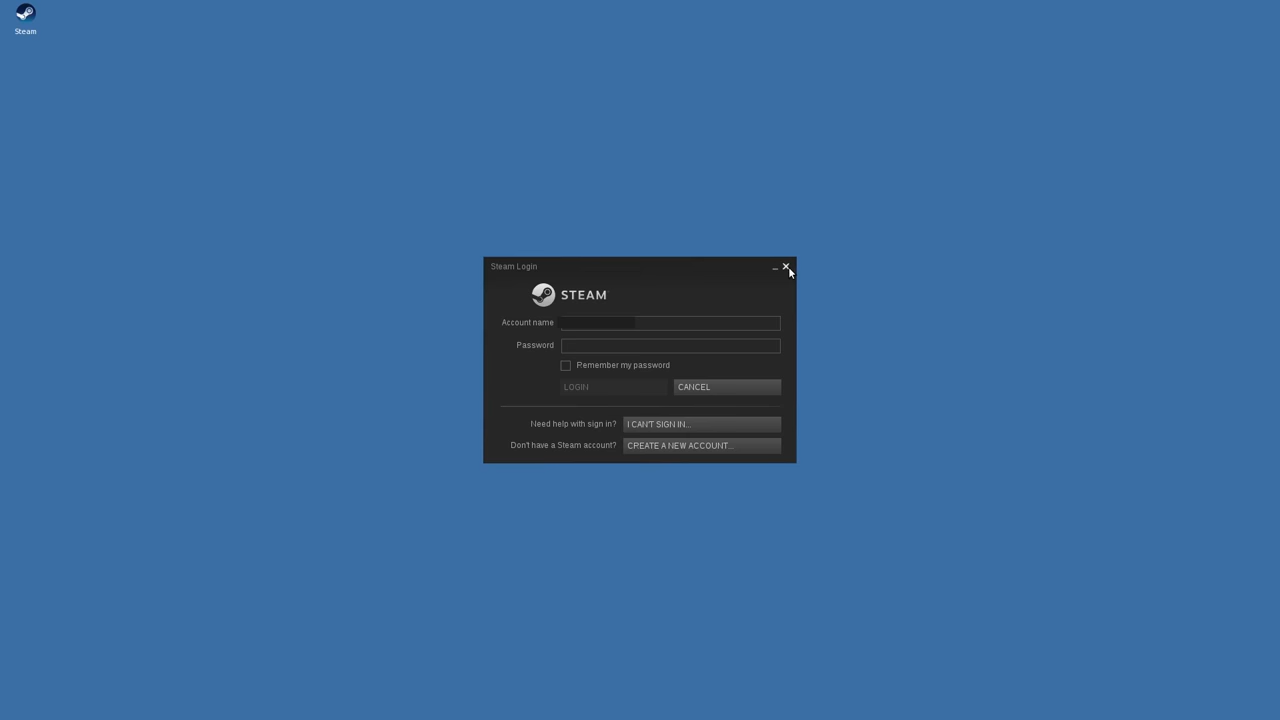 Steam
Steam Login
STEAM
Account name
Password
Remember my password
LOGIN
CANCEL
Need help with sign in?
I CAN'T SIGN IN...
Don't have a Steam account?
CREATE A NEW ACCOUNT...